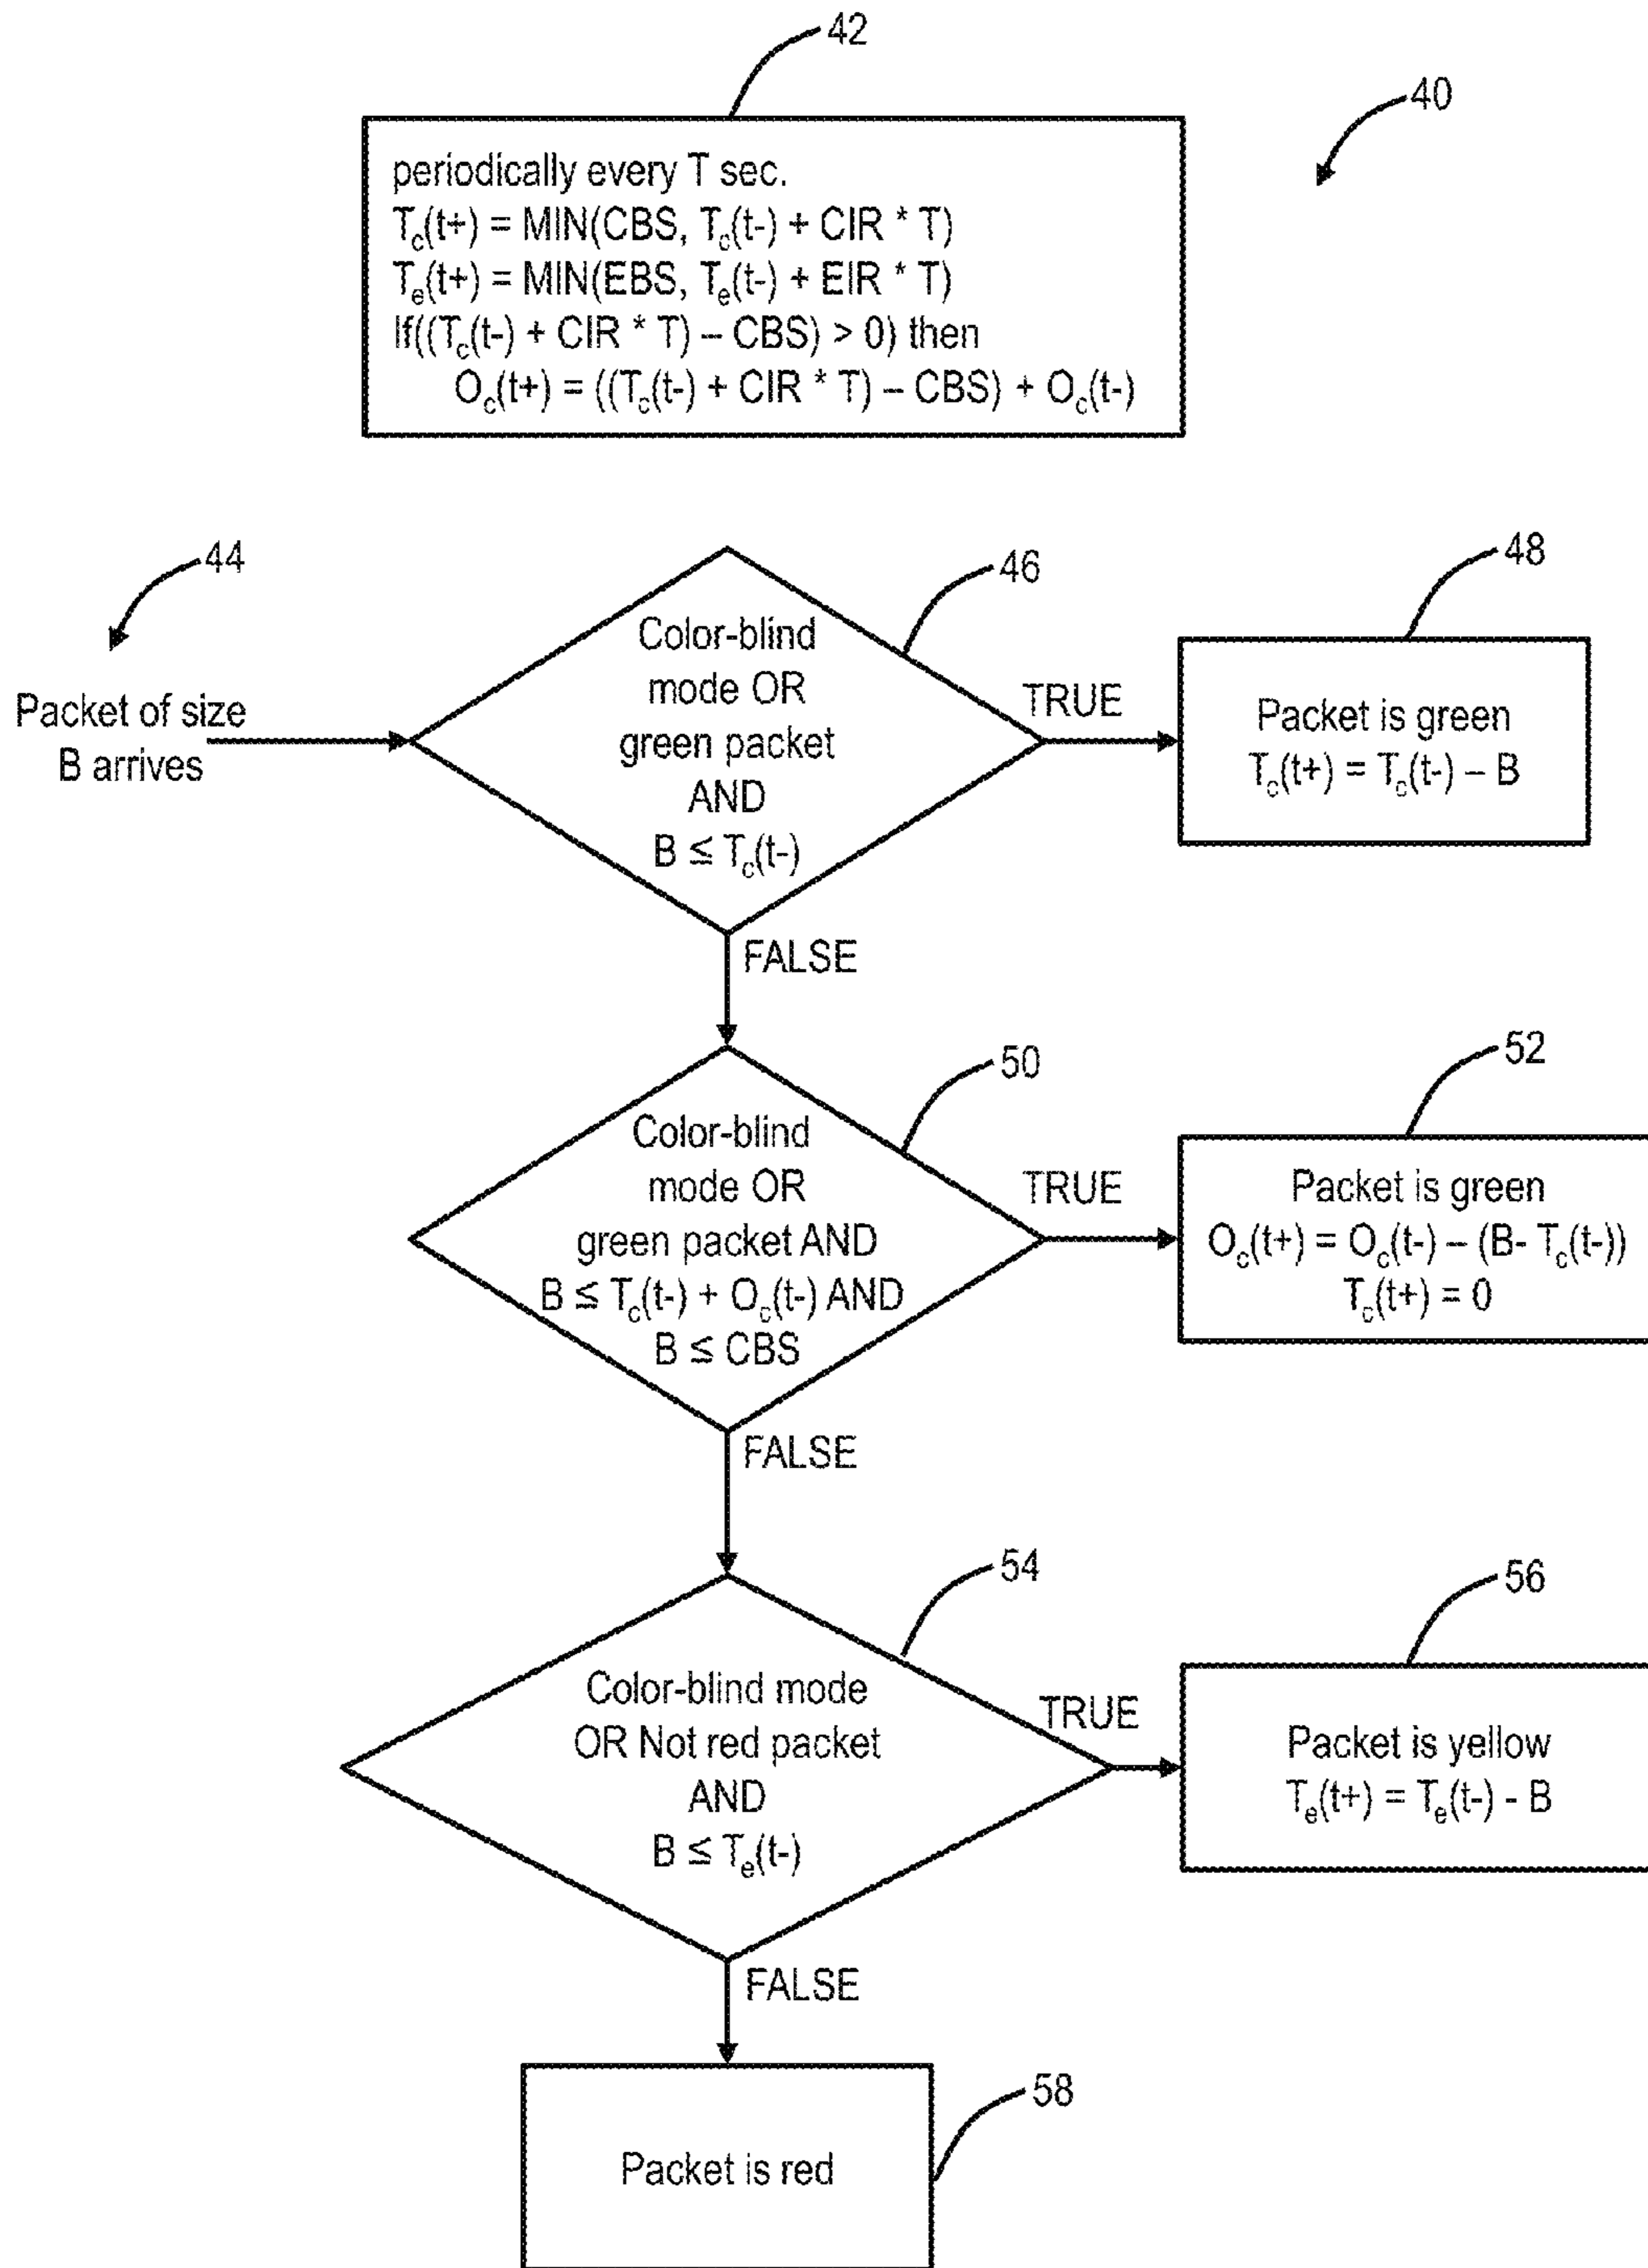 42
40
periodically every T sec.
Tc(t+) = MIN(CBS, Tc(t-) + CIR * T)
Te(t+) = MIN(EBS, Te(t-) + EIR * T)
If((Tc(t-) + CIR * T) – CBS) > 0) then
Oc(t+) = ((Tc(t-) + CIR * T) – CBS) + Oc(t-)
44
Packet of size
B arrives
46
Color-blind
mode OR
green packet
AND
B ≤ Tc(t-)
TRUE
48
Packet is green
Tc(t+) = Tc(t-) – B
FALSE
50
Color-blind
mode OR
green packet AND
B ≤ Tc(t-) + Oc(t-) AND
B ≤ CBS
TRUE
52
Packet is green
Oc(t+) = Oc(t-) – (B- Tc(t-))
Tc(t+) = 0
FALSE
54
Color-blind mode
OR Not red packet
AND
B ≤ Te(t-)
TRUE
56
Packet is yellow
Te(t+) = Te(t-) - B
FALSE
58
Packet is red